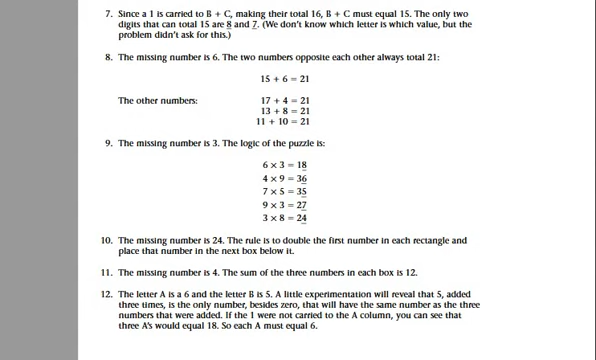 7. Since a 1 is carried to B + C, making their total 16, B + C must equal 15. The only two
digits that can total 15 are 8 and 7. (We don't know which letter is which value, but the
problem didn't ask for this.)
8. The missing number is 6. The two numbers opposite each other always total 21:
15 + 6 = 21
The other numbers: 17 + 4 = 21
13 + 8 = 21
11 + 10 = 21
9. The missing number is 3. The logic of the puzzle is:
6 × 3 = 18
4 × 9 = 36
7 × 5 = 35
9 × 3 = 27
3 × 8 = 24
10. The missing number is 24. The rule is to double the first number in each rectangle and
place that number in the next box below it.
11. The missing number is 4. The sum of the three numbers in each box is 12.
12. The letter A is a 6 and the letter B is 5. A little experimentation will reveal that 5, added
three times, is the only number, besides zero, that will have the same number as the three
numbers that were added. If the 1 were not carried to the A column, you can see that
three A's would equal 18. So each A must equal 6.